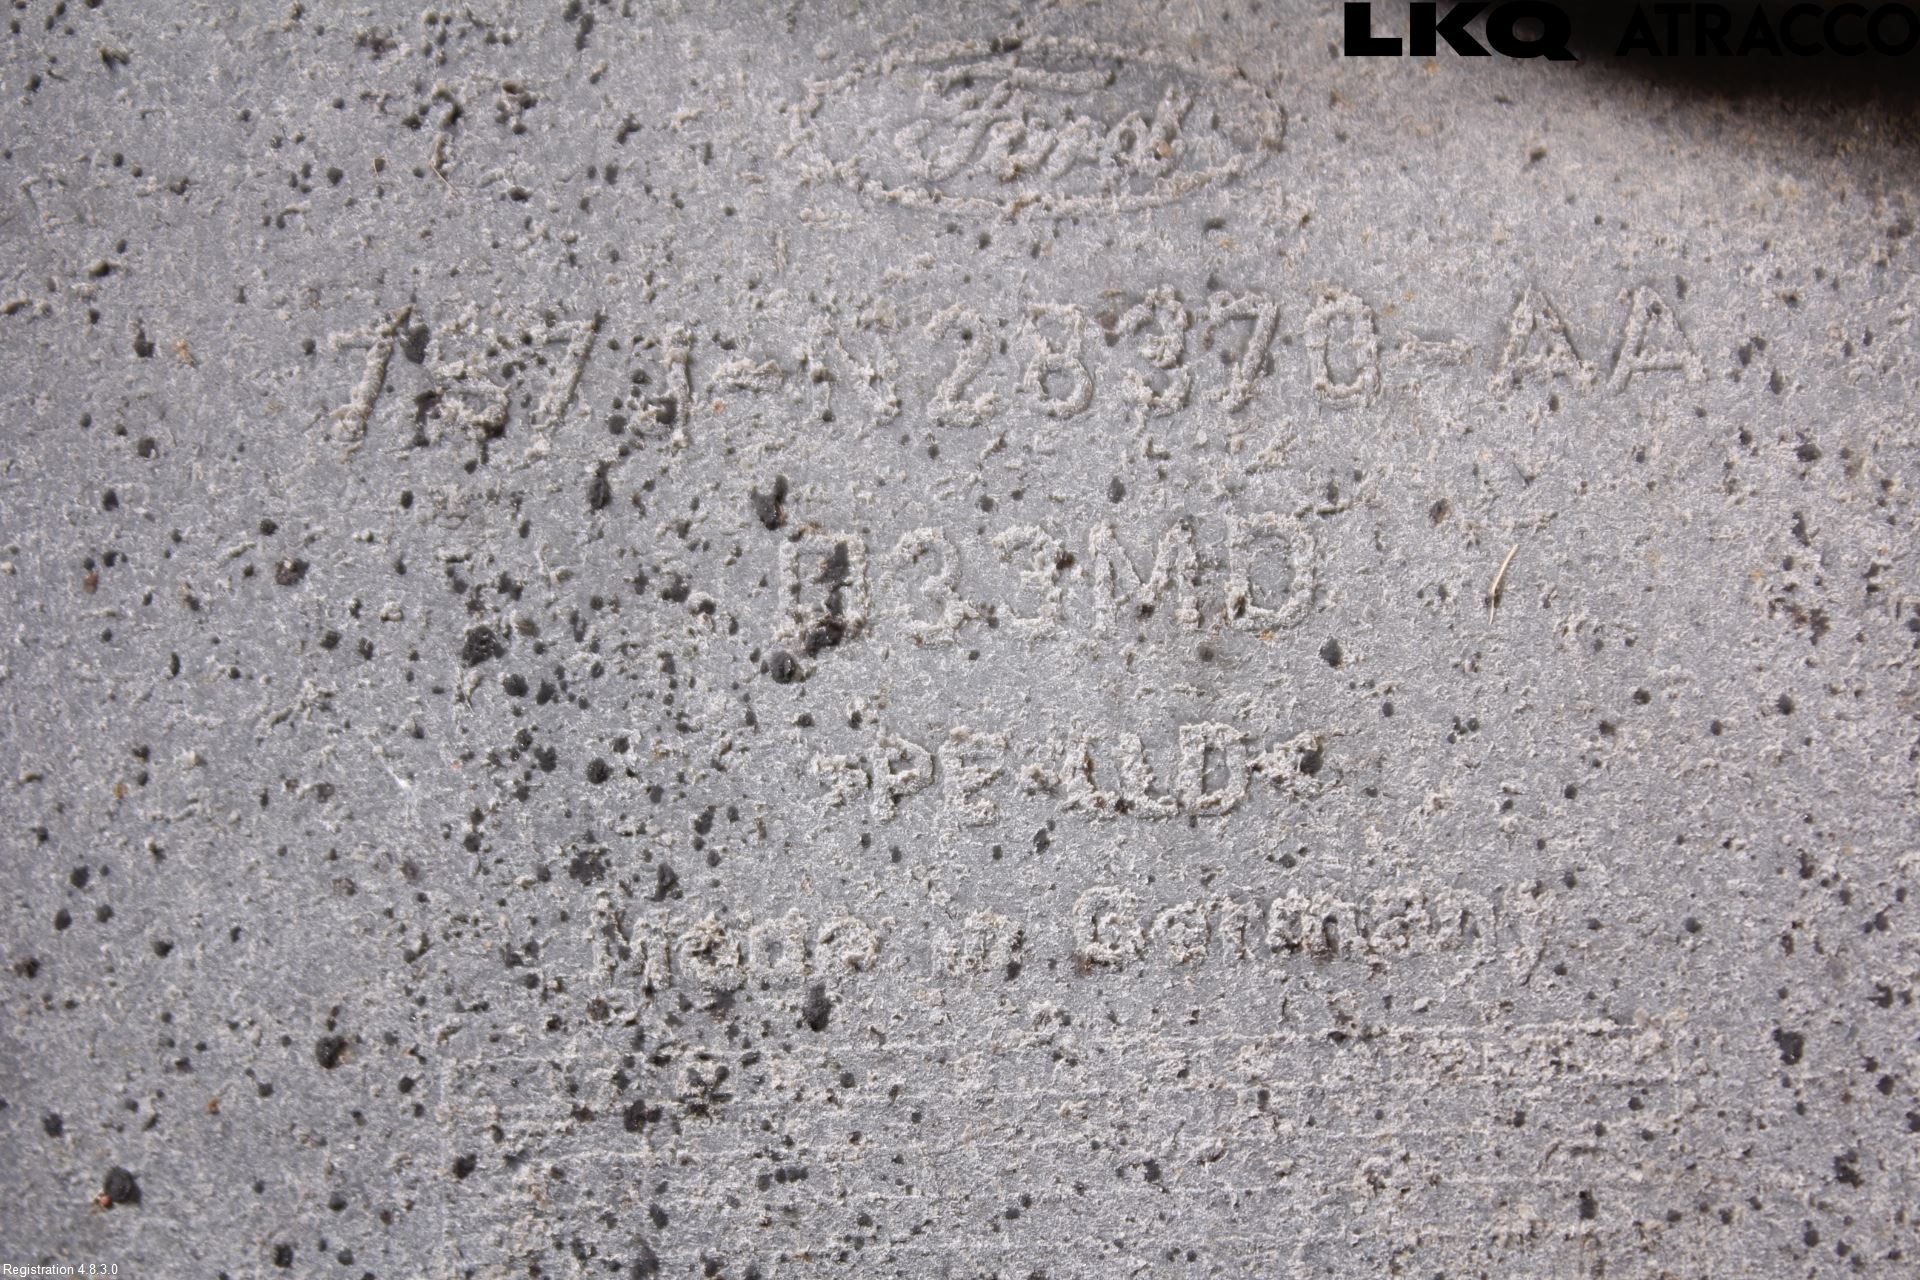 LKQ ATRACCO
Ford
7S71-N28370-AA
D33MD
>PE-LLD<
Made in Germany
Registration 4.8.3.0